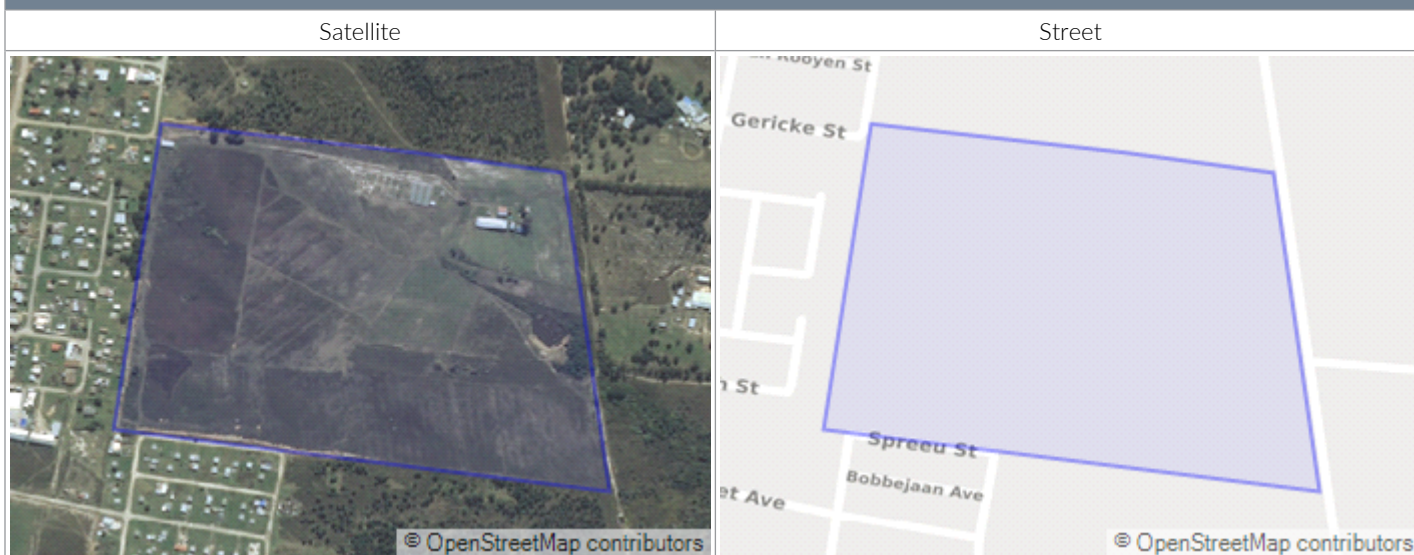 Satellite
Street
Gericke St
St
Spreeu St
Bobbejaan Ave
Ave
© OpenStreetMap contributors
© OpenStreetMap contributors